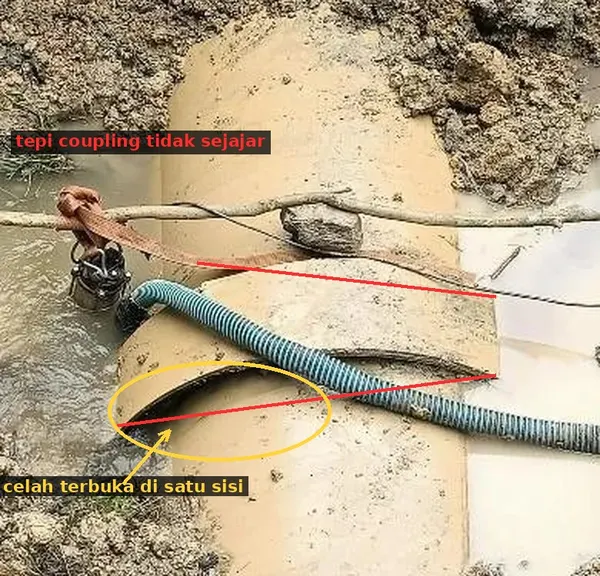 tepi coupling tidak sejajar
celah terbuka di satu sisi